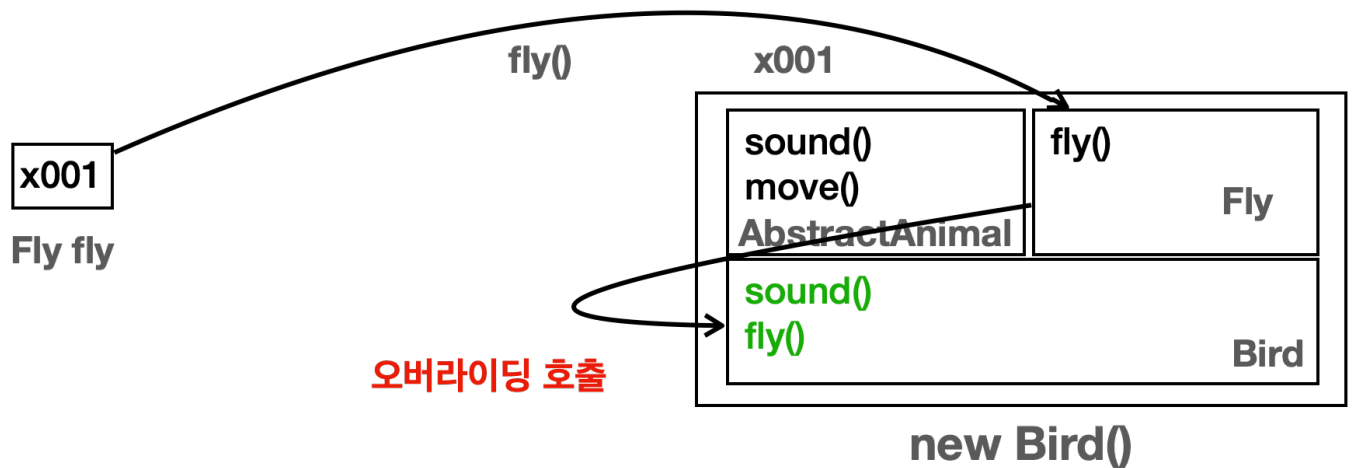 fly()
x001
x001
Fly fly
sound()
move()
AbstractAnimal
fly()
Fly
sound()
fly()
Bird
오버라이딩 호출
new Bird()